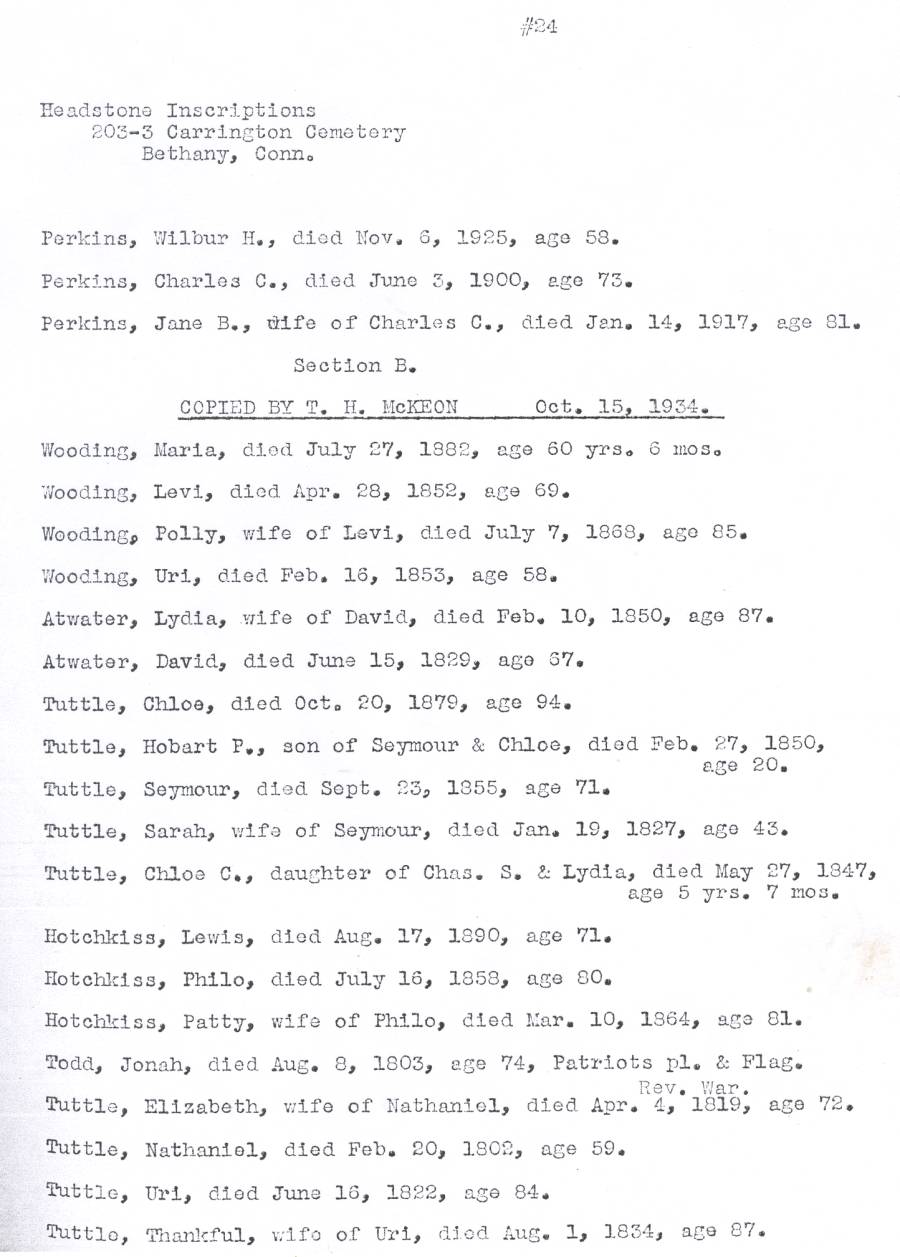 #24
Headstone Inscriptions
203-3 Carrington Cemetery
Bethany, Conn.
Perkins, Wilbur H., died Nov. 6, 1925, age 58.
Perkins, Charles C., died June 3, 1900, age 73.
Perkins, Jane B., wife of Charles C., died Jan. 14, 1917, age 81.
Section B.
COPIED BY T. H. McKEON Oct. 15, 1934.
Wooding, Maria, died July 27, 1882, age 60 yrs. 6 mos.
Wooding, Levi, died Apr. 28, 1852, age 69.
Wooding, Polly, wife of Levi, died July 7, 1868, age 85.
Wooding, Uri, died Feb. 16, 1853, age 58.
Atwater, Lydia, wife of David, died Feb. 10, 1850, age 87.
Atwater, David, died June 15, 1829, age 67.
Tuttle, Chloe, died Oct. 20, 1879, age 94.
Tuttle, Hobart P., son of Seymour & Chloe, died Feb. 27, 1850,
age 20.
Tuttle, Seymour, died Sept. 23, 1855, age 71.
Tuttle, Sarah, wife of Seymour, died Jan. 19, 1827, age 43.
Tuttle, Chloe C., daughter of Chas. S. & Lydia, died May 27, 1847,
age 5 yrs. 7 mos.
Hotchkiss, Lewis, died Aug. 17, 1890, age 71.
Hotchkiss, Philo, died July 16, 1858, age 80.
Hotchkiss, Patty, wife of Philo, died Mar. 10, 1864, age 81.
Todd, Jonah, died Aug. 8, 1803, age 74, Patriots pl. & Flag.
Rev. War.
Tuttle, Elizabeth, wife of Nathaniel, died Apr. 4, 1819, age 72.
Tuttle, Nathaniel, died Feb. 20, 1802, age 59.
Tuttle, Uri, died June 16, 1822, age 84.
Tuttle, Thankful, wife of Uri, died Aug. 1, 1834, age 87.